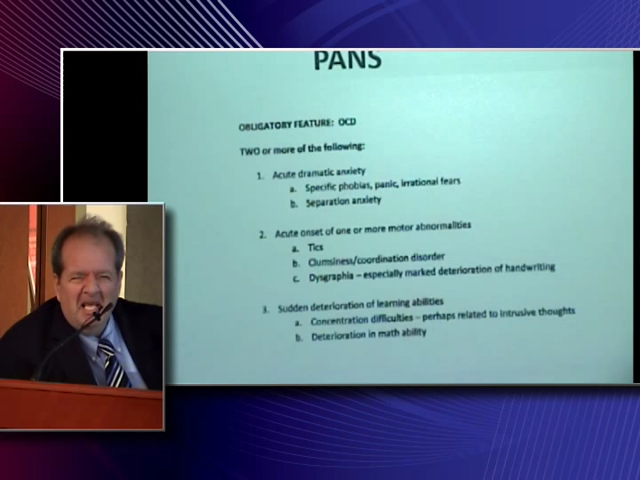 PANS
OBLIGATORY FEATURE: OCD
TWO or more of the following:
1. Acute dramatic anxiety
a. Specific phobias, panic, irrational fears
b. Separation anxiety
2. Acute onset of one or more motor abnormalities
a. Tics
b. Clumsiness/coordination disorder
c. Dysgraphia – especially marked deterioration of handwriting
3. Sudden deterioration of learning abilities
a. Concentration difficulties – perhaps related to intrusive thoughts
b. Deterioration in math ability